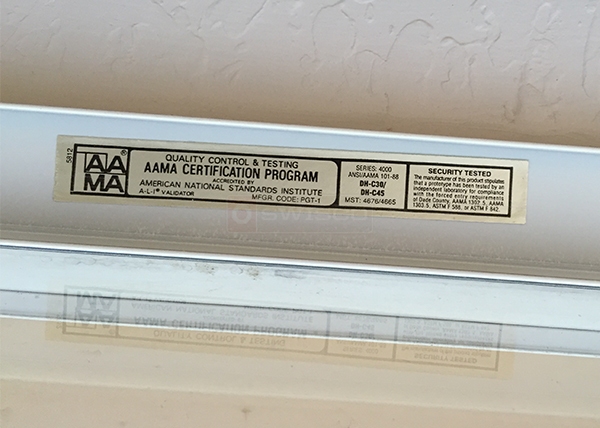 5812
AA
MA
®
QUALITY CONTROL & TESTING
AAMA CERTIFICATION PROGRAM
ACCREDITED BY
AMERICAN NATIONAL STANDARDS INSTITUTE
A-L-I® VALIDATOR MFGR. CODE: PGT-1
SERIES: 4000
ANSI/AAMA 101-88
DH-C30/
DH-C45
MST: 4676/4665
SECURITY TESTED
The manufacturer of this product stipulates
that a prototype has been tested by an
independent laboratory for compliance
with the forced entry requirements
of Dade County, AAMA 1302.5, AAMA
1303.5, ASTM F 588, or ASTM F 842.
SWISCO